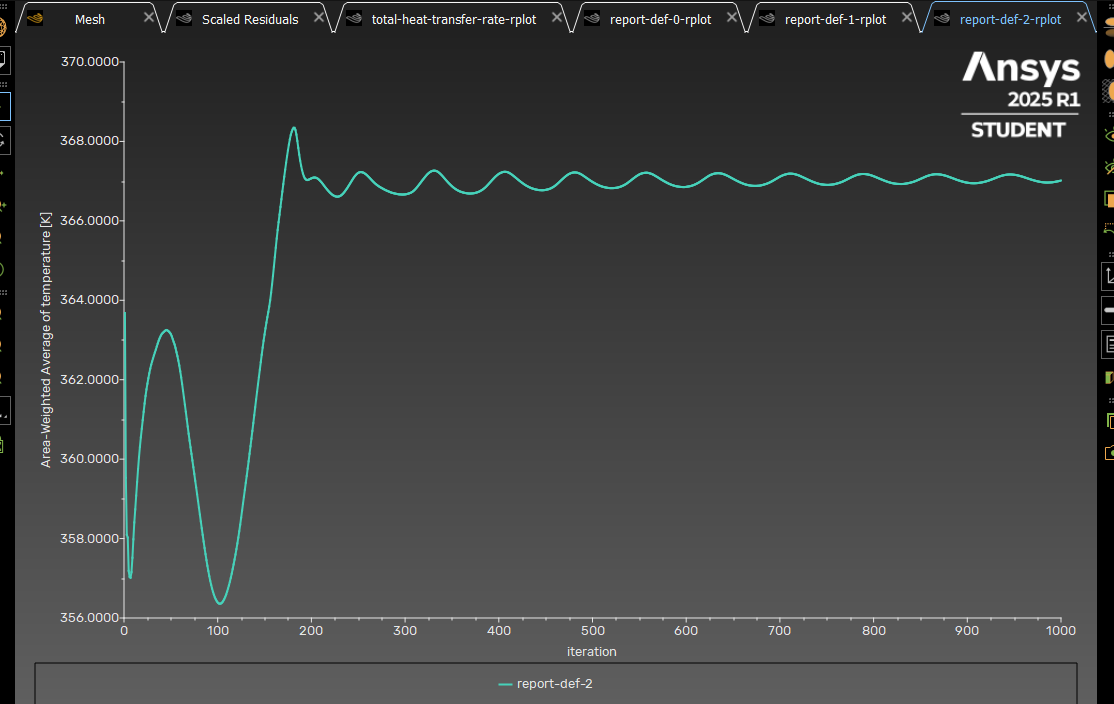 Mesh
Scaled Residuals
total-heat-transfer-rate-rplot
report-def-0-rplot
report-def-1-rplot
report-def-2-rplot
Ansys
2025 R1
STUDENT
370.0000
368.0000
366.0000
364.0000
362.0000
360.0000
358.0000
356.0000
Area-Weighted Average of temperature [K]
0 100 200 300 400 500 600 700 800 900 1000
iteration
report-def-2